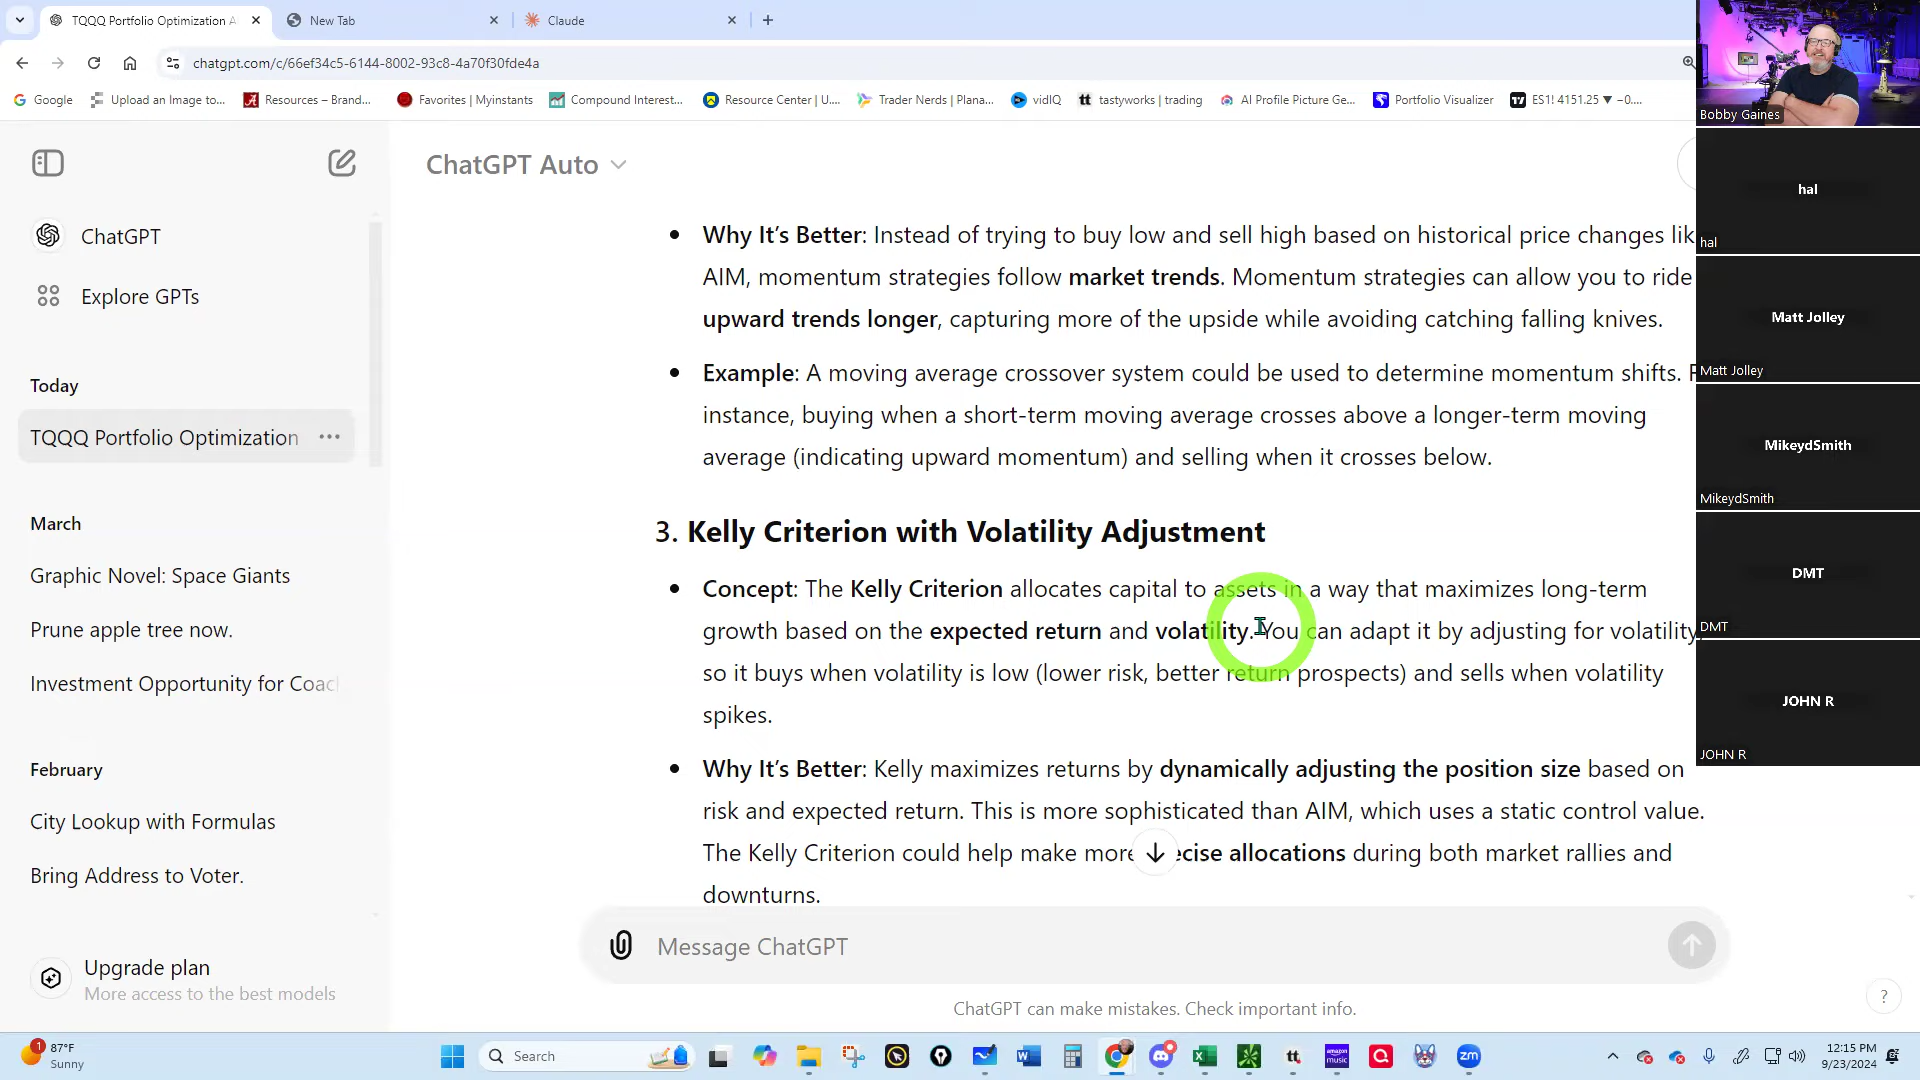 TQQQ Portfolio Optimization
New Tab
Claude
chatgpt.com/c/66ef34c5-6144-8002-93c8-4a70f30fde4a
Google
Upload an Image to...
Resources – Brand...
Favorites | Myinstants
Compound Interest...
Resource Center | U...
Trader Nerds | Plana...
vidIQ
tastyworks | trading
AI Profile Picture Ge...
Portfolio Visualizer
ES1! 4151.25 ▼ −0....
ChatGPT
Explore GPTs
Today
TQQQ Portfolio Optimization
March
Graphic Novel: Space Giants
Prune apple tree now.
Investment Opportunity for Coac
February
City Lookup with Formulas
Bring Address to Voter.
Upgrade plan
More access to the best models
ChatGPT Auto
Why It's Better: Instead of trying to buy low and sell high based on historical price changes lik
AIM, momentum strategies follow market trends. Momentum strategies can allow you to ride
upward trends longer, capturing more of the upside while avoiding catching falling knives.
Example: A moving average crossover system could be used to determine momentum shifts.
instance, buying when a short-term moving average crosses above a longer-term moving
average (indicating upward momentum) and selling when it crosses below.
3. Kelly Criterion with Volatility Adjustment
Concept: The Kelly Criterion allocates capital to assets in a way that maximizes long-term
growth based on the expected return and volatility. You can adapt it by adjusting for volatility
so it buys when volatility is low (lower risk, better return prospects) and sells when volatility
spikes.
Why It's Better: Kelly maximizes returns by dynamically adjusting the position size based on
risk and expected return. This is more sophisticated than AIM, which uses a static control value.
The Kelly Criterion could help make more ecise allocations during both market rallies and
downturns.
Message ChatGPT
ChatGPT can make mistakes. Check important info.
?
Bobby Gaines
hal
hal
Matt Jolley
Matt Jolley
MikeydSmith
MikeydSmith
DMT
DMT
JOHN R
JOHN R
1
87°F
Sunny
Search
amazon music
tt
zm
12:15 PM
9/23/2024